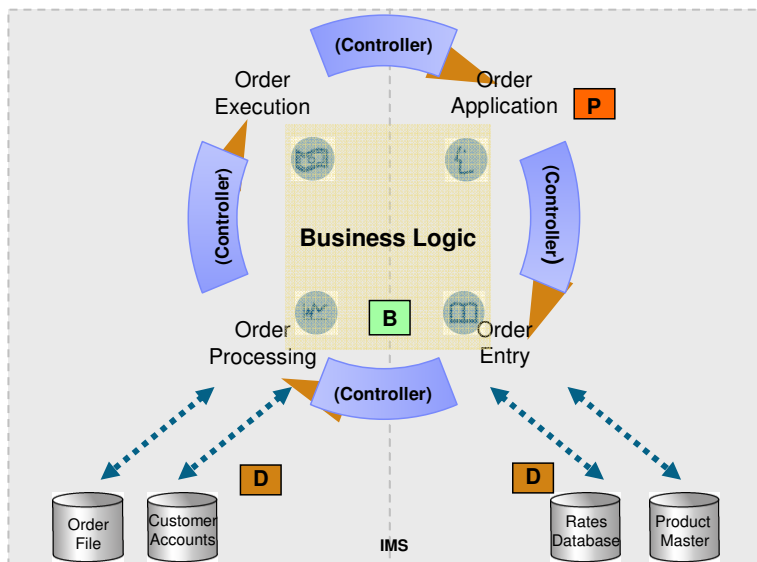 (Controller)
Order
Execution
Order
Application
P
(Controller)
(Controller)
Business Logic
B
Order
Processing
Order
Entry
(Controller)
D
D
Order
File
Customer
Accounts
IMS
Rates
Database
Product
Master